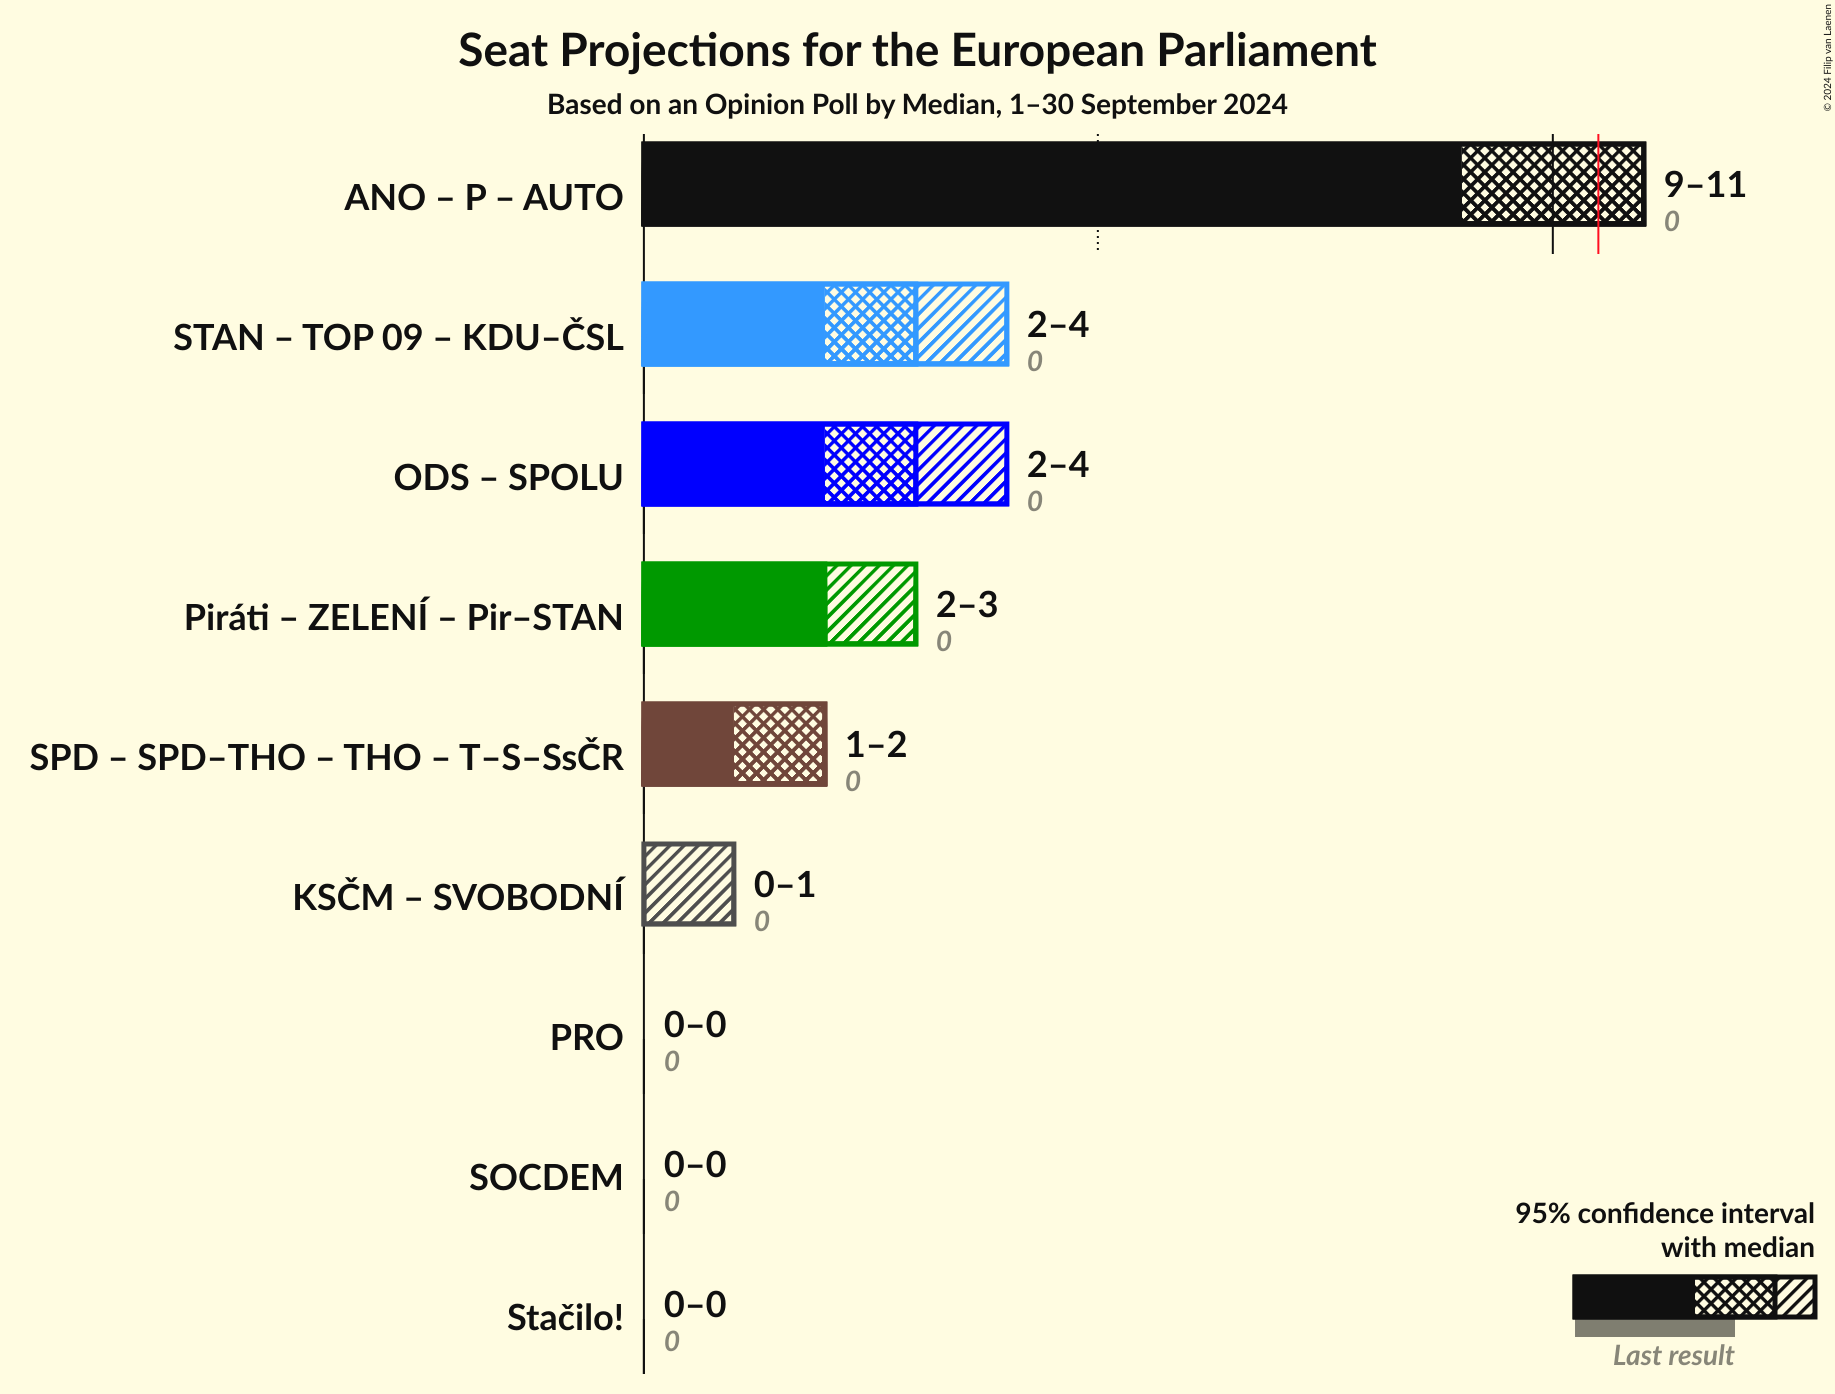 Seat Projections for the European Parliament
Based on an Opinion Poll by Median, 1–30 September 2024
© 2024 Filip van Laenen
ANO – P – AUTO
9–11
0
STAN – TOP 09 – KDU–ČSL
2–4
0
ODS – SPOLU
2–4
0
Piráti – ZELENÍ – Pir–STAN
2–3
0
SPD – SPD–THO – THO – T–S–SsČR
1–2
0
KSČM – SVOBODNÍ
0–1
0
PRO
0–0
0
SOCDEM
0–0
0
Stačilo!
0–0
0
95% confidence interval
with median
Last result